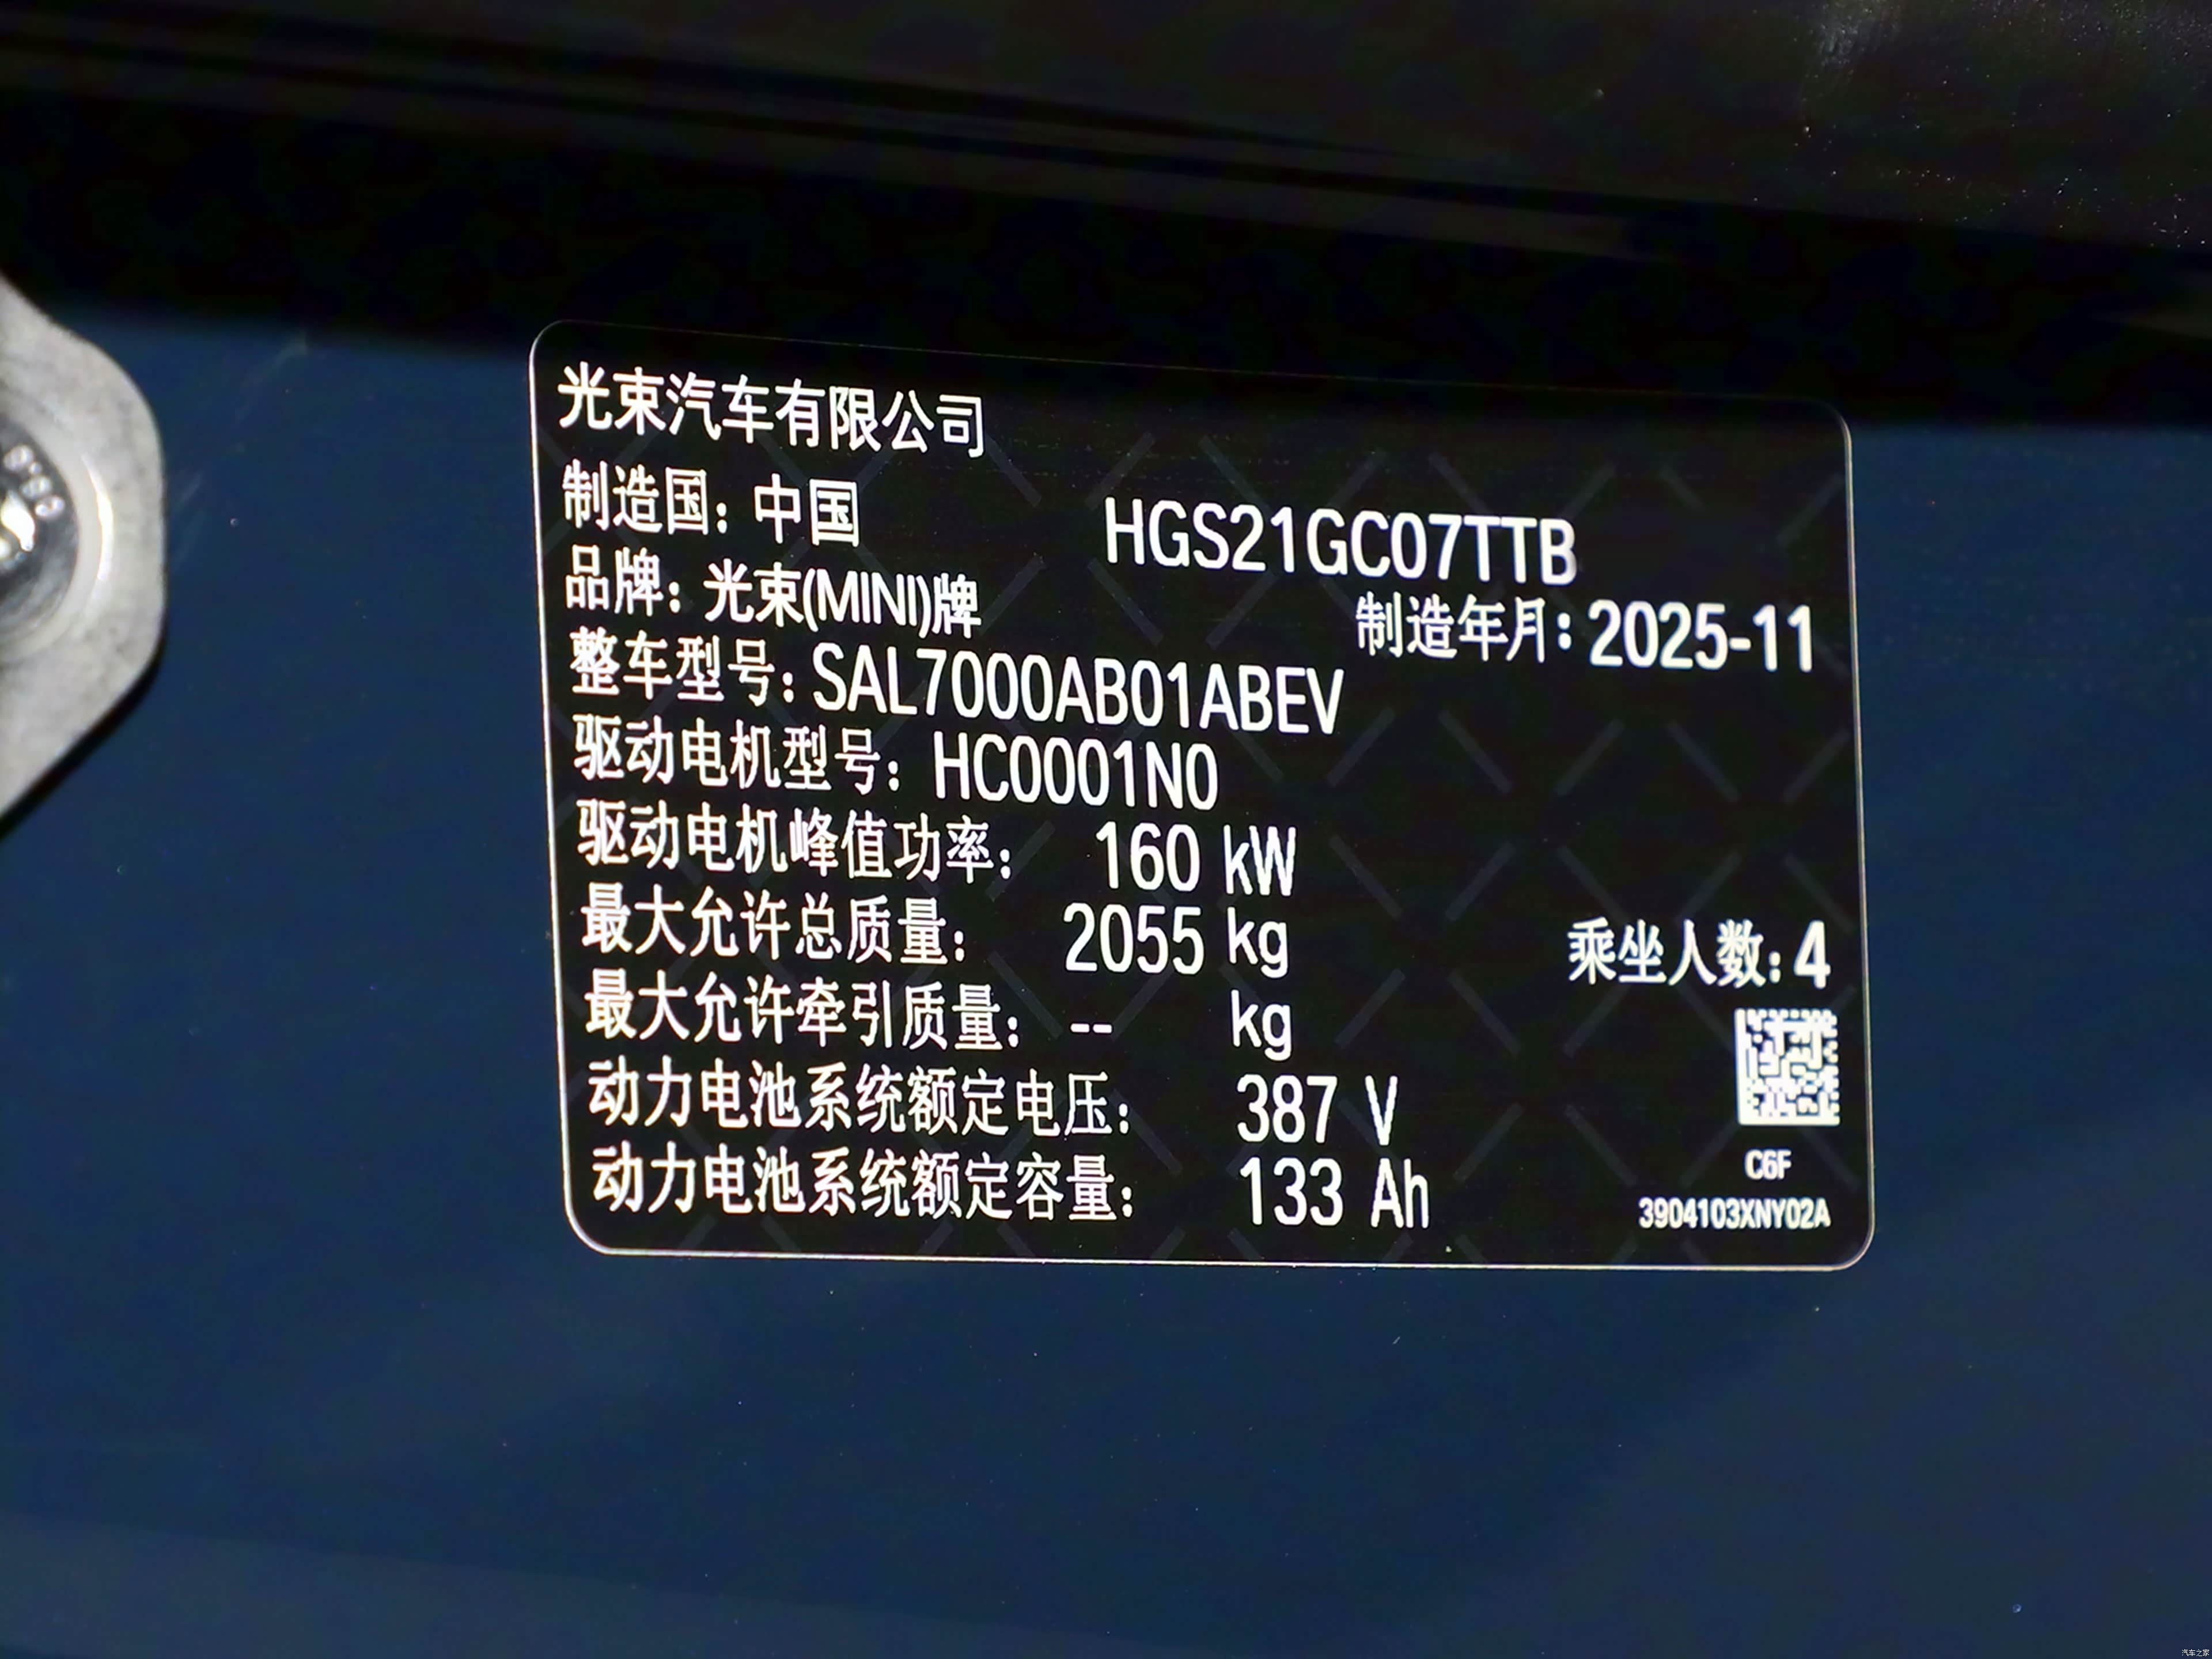 光束汽车有限公司
制造国：中国
HGS21GC07TTB
品牌：光束(MINI)牌
制造年月：2025-11
整车型号：SAL7000AB01ABEV
驱动电机型号：HC0001N0
驱动电机峰值功率： 160 kW
最大允许总质量： 2055 kg
乘坐人数：4
最大允许牵引质量：-- kg
动力电池系统额定电压： 387 V
动力电池系统额定容量： 133 Ah
C6F
3904103XNY02A
汽车之家